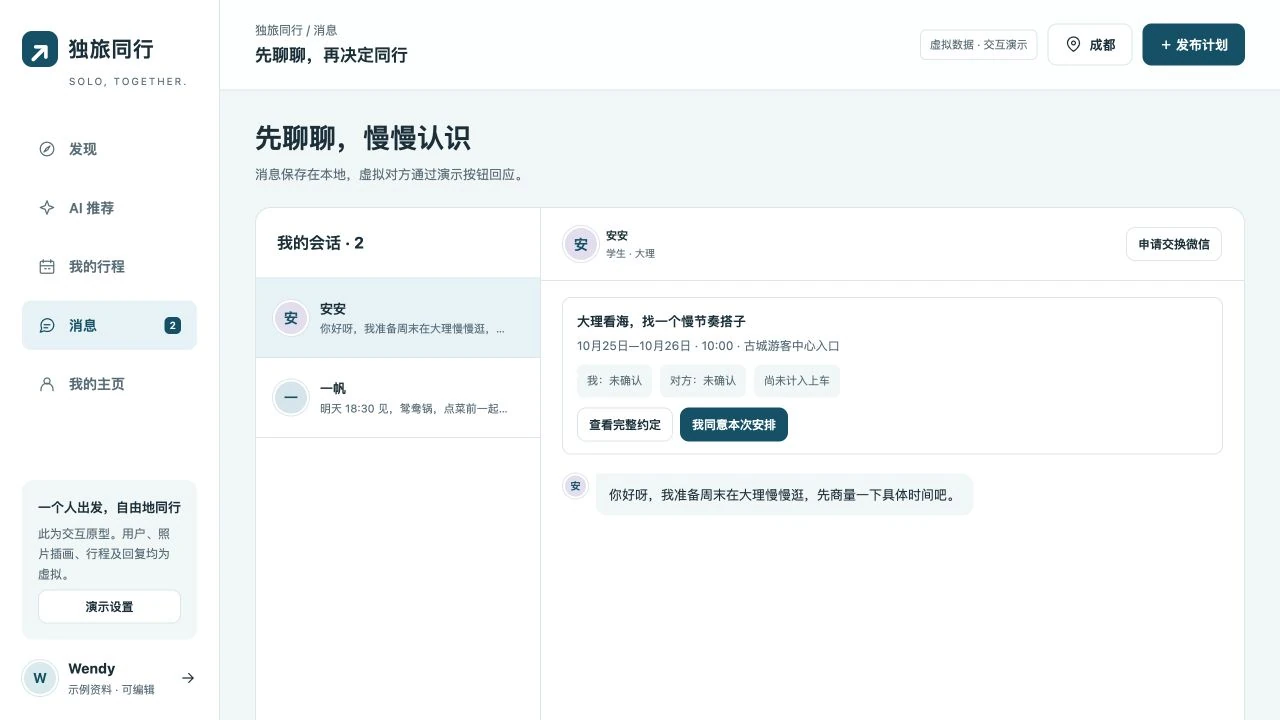 独旅同行
SOLO, TOGETHER.
发现
AI 推荐
我的行程
消息
2
我的主页
一个人出发，自由地同行
此为交互原型。用户、照
片插画、行程及回复均为
虚拟。
演示设置
W
Wendy
示例资料 · 可编辑
独旅同行 / 消息
先聊聊，再决定同行
虚拟数据 · 交互演示
成都
+ 发布计划
先聊聊，慢慢认识
消息保存在本地，虚拟对方通过演示按钮回应。
我的会话 · 2
安
安安
你好呀，我准备周末在大理慢慢逛，...
一
一帆
明天 18:30 见，鸳鸯锅，点菜前一起...
安
安安
学生 · 大理
申请交换微信
大理看海，找一个慢节奏搭子
10月25日—10月26日 · 10:00 · 古城游客中心入口
我：未确认
对方：未确认
尚未计入上车
查看完整约定
我同意本次安排
安
你好呀，我准备周末在大理慢慢逛，先商量一下具体时间吧。